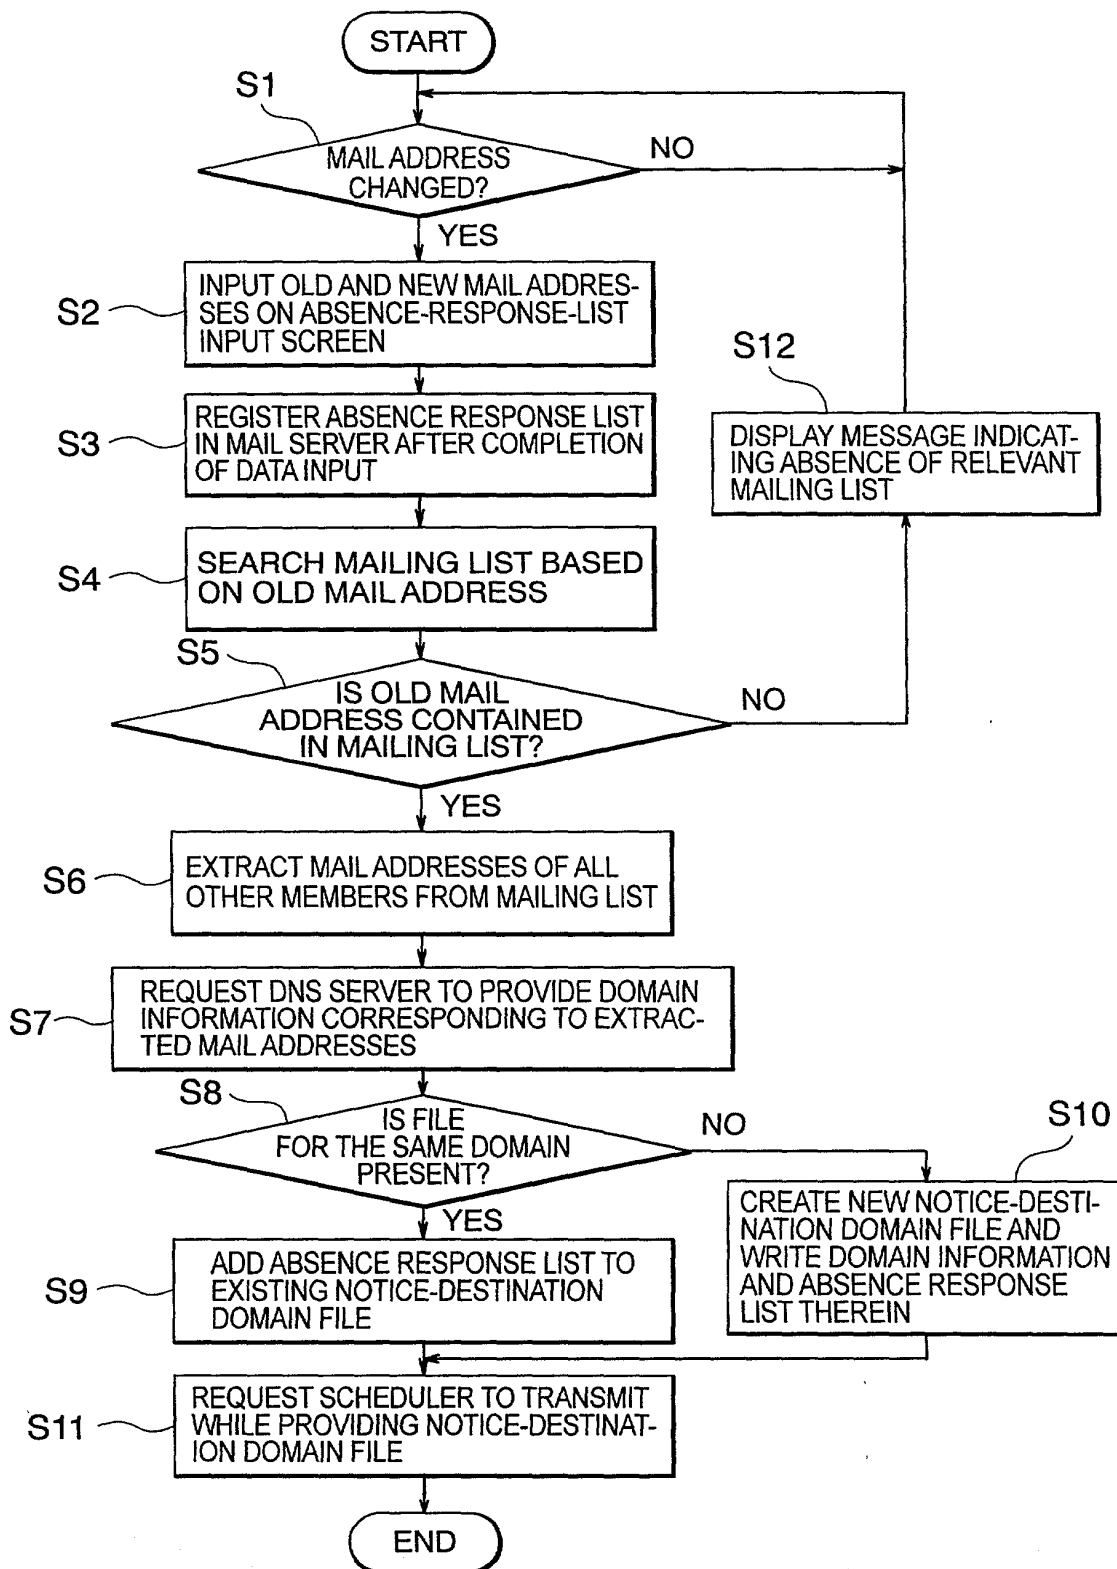 START
S1
MAIL ADDRESS
CHANGED?
NO
YES
S2
INPUT OLD AND NEW MAIL ADDRES-
SES ON ABSENCE-RESPONSE-LIST
INPUT SCREEN
S3
REGISTER ABSENCE RESPONSE LIST
IN MAIL SERVER AFTER COMPLETION
OF DATA INPUT
S12
DISPLAY MESSAGE INDICAT-
ING ABSENCE OF RELEVANT
MAILING LIST
S4
SEARCH MAILING LIST BASED
ON OLD MAIL ADDRESS
S5
IS OLD MAIL
ADDRESS CONTAINED
IN MAILING LIST?
NO
YES
S6
EXTRACT MAIL ADDRESSES OF ALL
OTHER MEMBERS FROM MAILING LIST
S7
REQUEST DNS SERVER TO PROVIDE DOMAIN
INFORMATION CORRESPONDING TO EXTRAC-
TED MAIL ADDRESSES
S8
IS FILE
FOR THE SAME DOMAIN
PRESENT?
NO
YES
S10
CREATE NEW NOTICE-DESTI-
NATION DOMAIN FILE AND
WRITE DOMAIN INFORMATION
AND ABSENCE RESPONSE
LIST THEREIN
S9
ADD ABSENCE RESPONSE LIST TO
EXISTING NOTICE-DESTINATION
DOMAIN FILE
S11
REQUEST SCHEDULER TO TRANSMIT
WHILE PROVIDING NOTICE-DESTINAT-
ION DOMAIN FILE
END